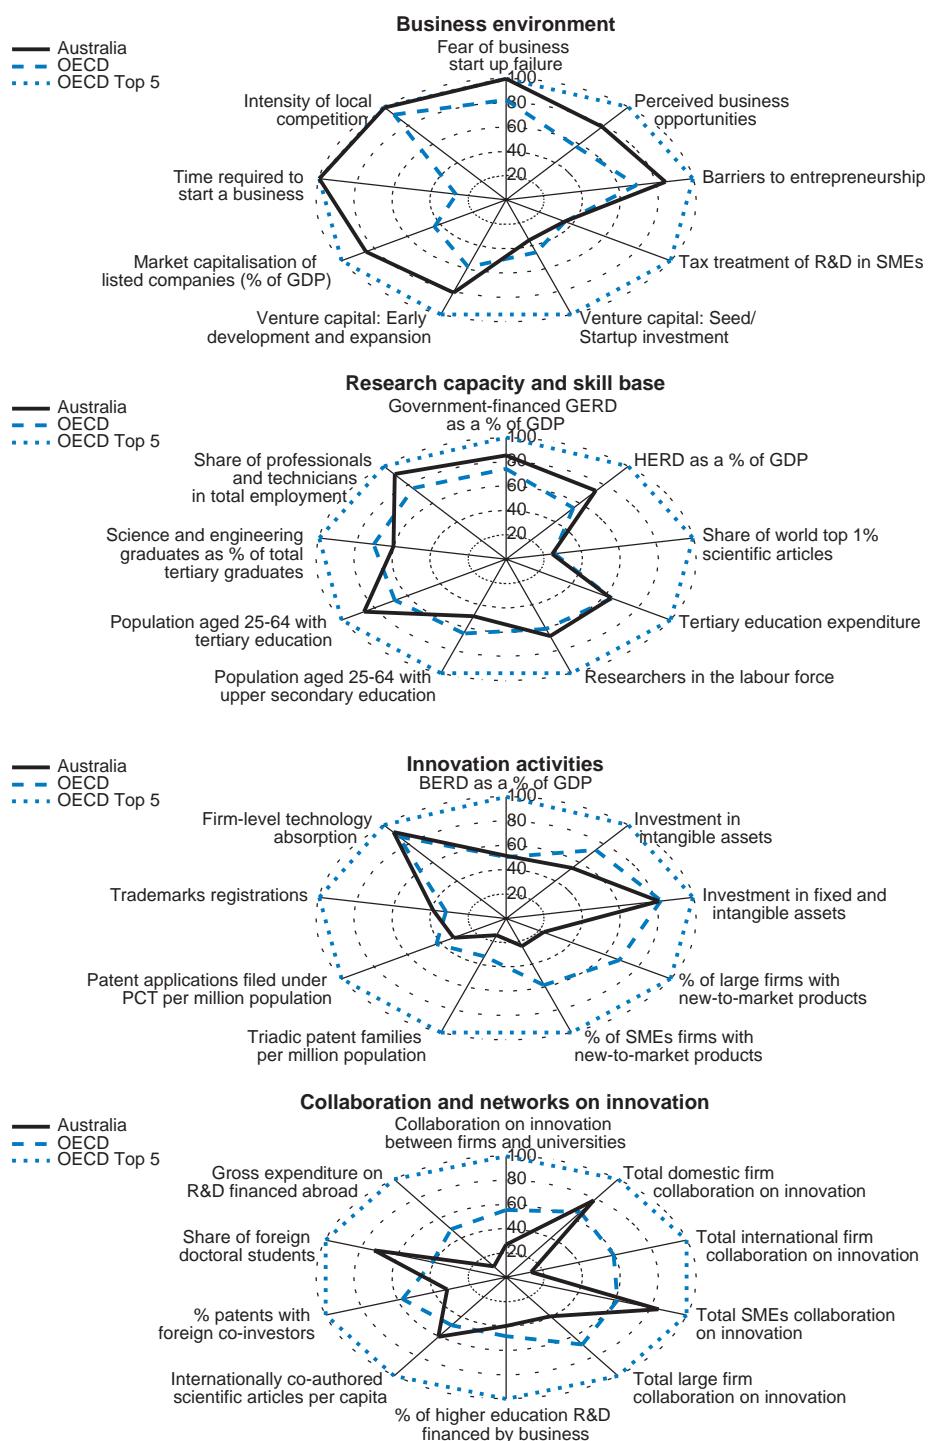 Business environment
Australia
OECD
OECD Top 5
Fear of business
start up failure
Perceived business
opportunities
Barriers to entrepreneurship
Tax treatment of R&D in SMEs
Venture capital: Seed/
Startup investment
Venture capital: Early
development and expansion
Market capitalisation of
listed companies (% of GDP)
Time required to
start a business
Intensity of local
competition
100
80
60
40
20
Research capacity and skill base
Australia
OECD
OECD Top 5
Government-financed GERD
as a % of GDP
HERD as a % of GDP
Share of world top 1%
scientific articles
Tertiary education expenditure
Researchers in the labour force
Population aged 25-64 with
upper secondary education
Population aged 25-64 with
tertiary education
Science and engineering
graduates as % of total
tertiary graduates
Share of professionals
and technicians
in total employment
100
80
60
40
20
Innovation activities
Australia
OECD
OECD Top 5
BERD as a % of GDP
Investment in
intangible assets
Investment in fixed and
intangible assets
% of large firms with
new-to-market products
% of SMEs firms with
new-to-market products
Triadic patent families
per million population
Patent applications filed under
PCT per million population
Trademarks registrations
Firm-level technology
absorption
100
80
60
40
20
Collaboration and networks on innovation
Australia
OECD
OECD Top 5
Collaboration on innovation
between firms and universities
Total domestic firm
collaboration on innovation
Total international firm
collaboration on innovation
Total SMEs collaboration
on innovation
Total large firm
collaboration on innovation
% of higher education R&D
financed by business
Internationally co-authored
scientific articles per capita
% patents with
foreign co-investors
Share of foreign
doctoral students
Gross expenditure on
R&D financed abroad
100
80
60
40
20